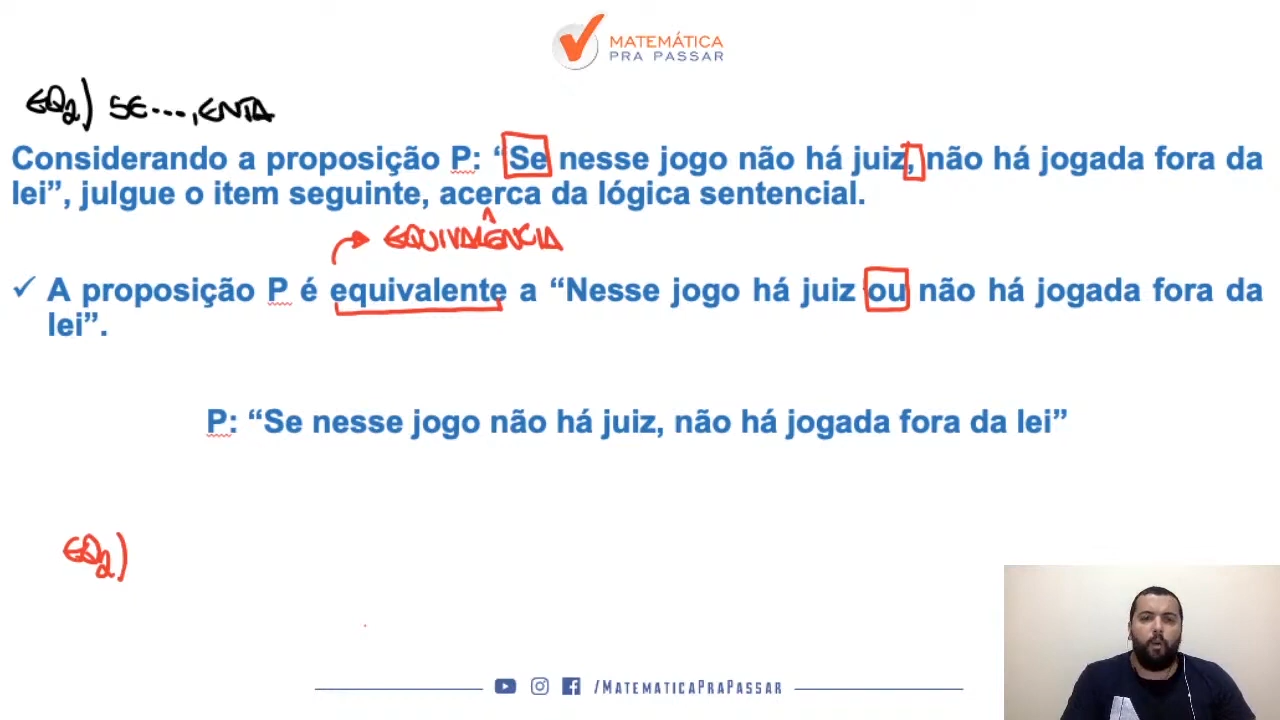 MATEMÁTICA
PRA PASSAR
EQ2) SE...,ENTA
Considerando a proposição P: “Se nesse jogo não há juiz, não há jogada fora da
lei”, julgue o item seguinte, acerca da lógica sentencial.
EQUIVALÊNCIA
✓ A proposição P é equivalente a “Nesse jogo há juiz ou não há jogada fora da
lei”.
P: “Se nesse jogo não há juiz, não há jogada fora da lei”
EQ2)
/MATEMATICAPRAPASSAR